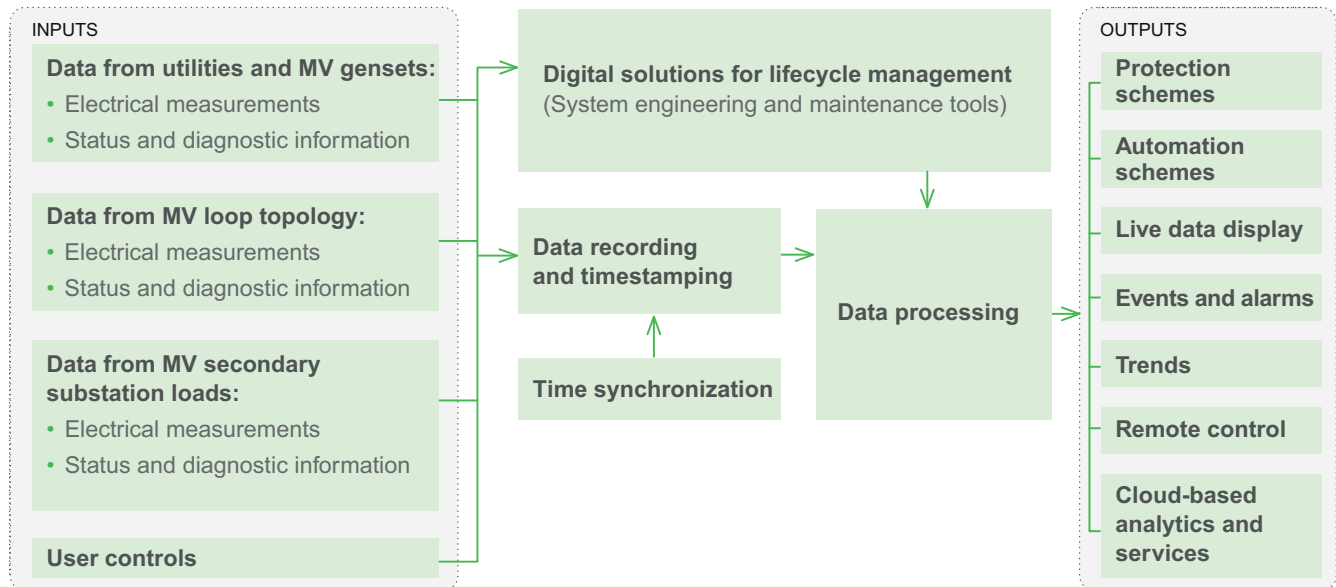 INPUTS
Data from utilities and MV gensets:
• Electrical measurements
• Status and diagnostic information
Data from MV loop topology:
• Electrical measurements
• Status and diagnostic information
Data from MV secondary
substation loads:
• Electrical measurements
• Status and diagnostic information
User controls
Digital solutions for lifecycle management
(System engineering and maintenance tools)
Data recording
and timestamping
Time synchronization
Data processing
OUTPUTS
Protection
schemes
Automation
schemes
Live data display
Events and alarms
Trends
Remote control
Cloud-based
analytics and
services